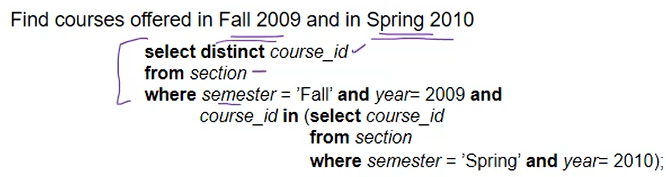 Find courses offered in Fall 2009 and in Spring 2010
select distinct course_id
from section
where semester = ’Fall’ and year= 2009 and
course_id in (select course_id
from section
where semester = ’Spring’ and year= 2010);